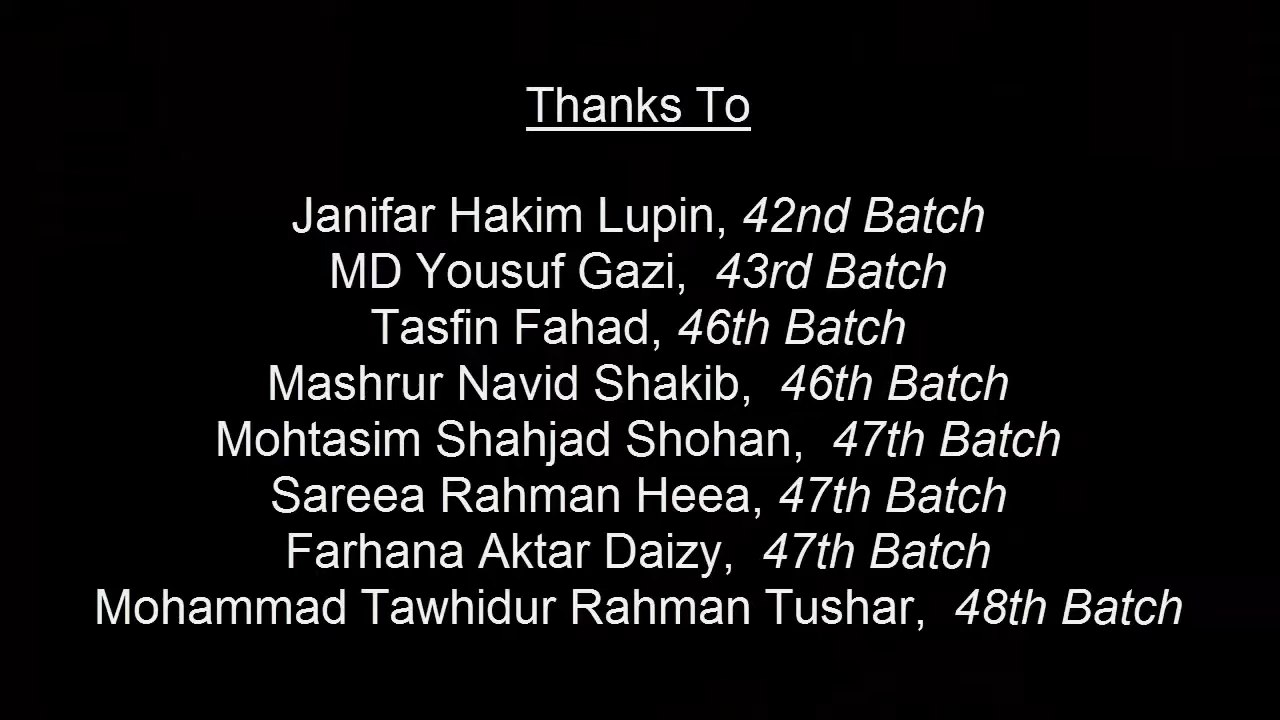 Thanks To
Janifar Hakim Lupin, 42nd Batch
MD Yousuf Gazi, 43rd Batch
Tasfin Fahad, 46th Batch
Mashrur Navid Shakib, 46th Batch
Mohtasim Shahjad Shohan, 47th Batch
Sareea Rahman Heea, 47th Batch
Farhana Aktar Daizy, 47th Batch
Mohammad Tawhidur Rahman Tushar, 48th Batch